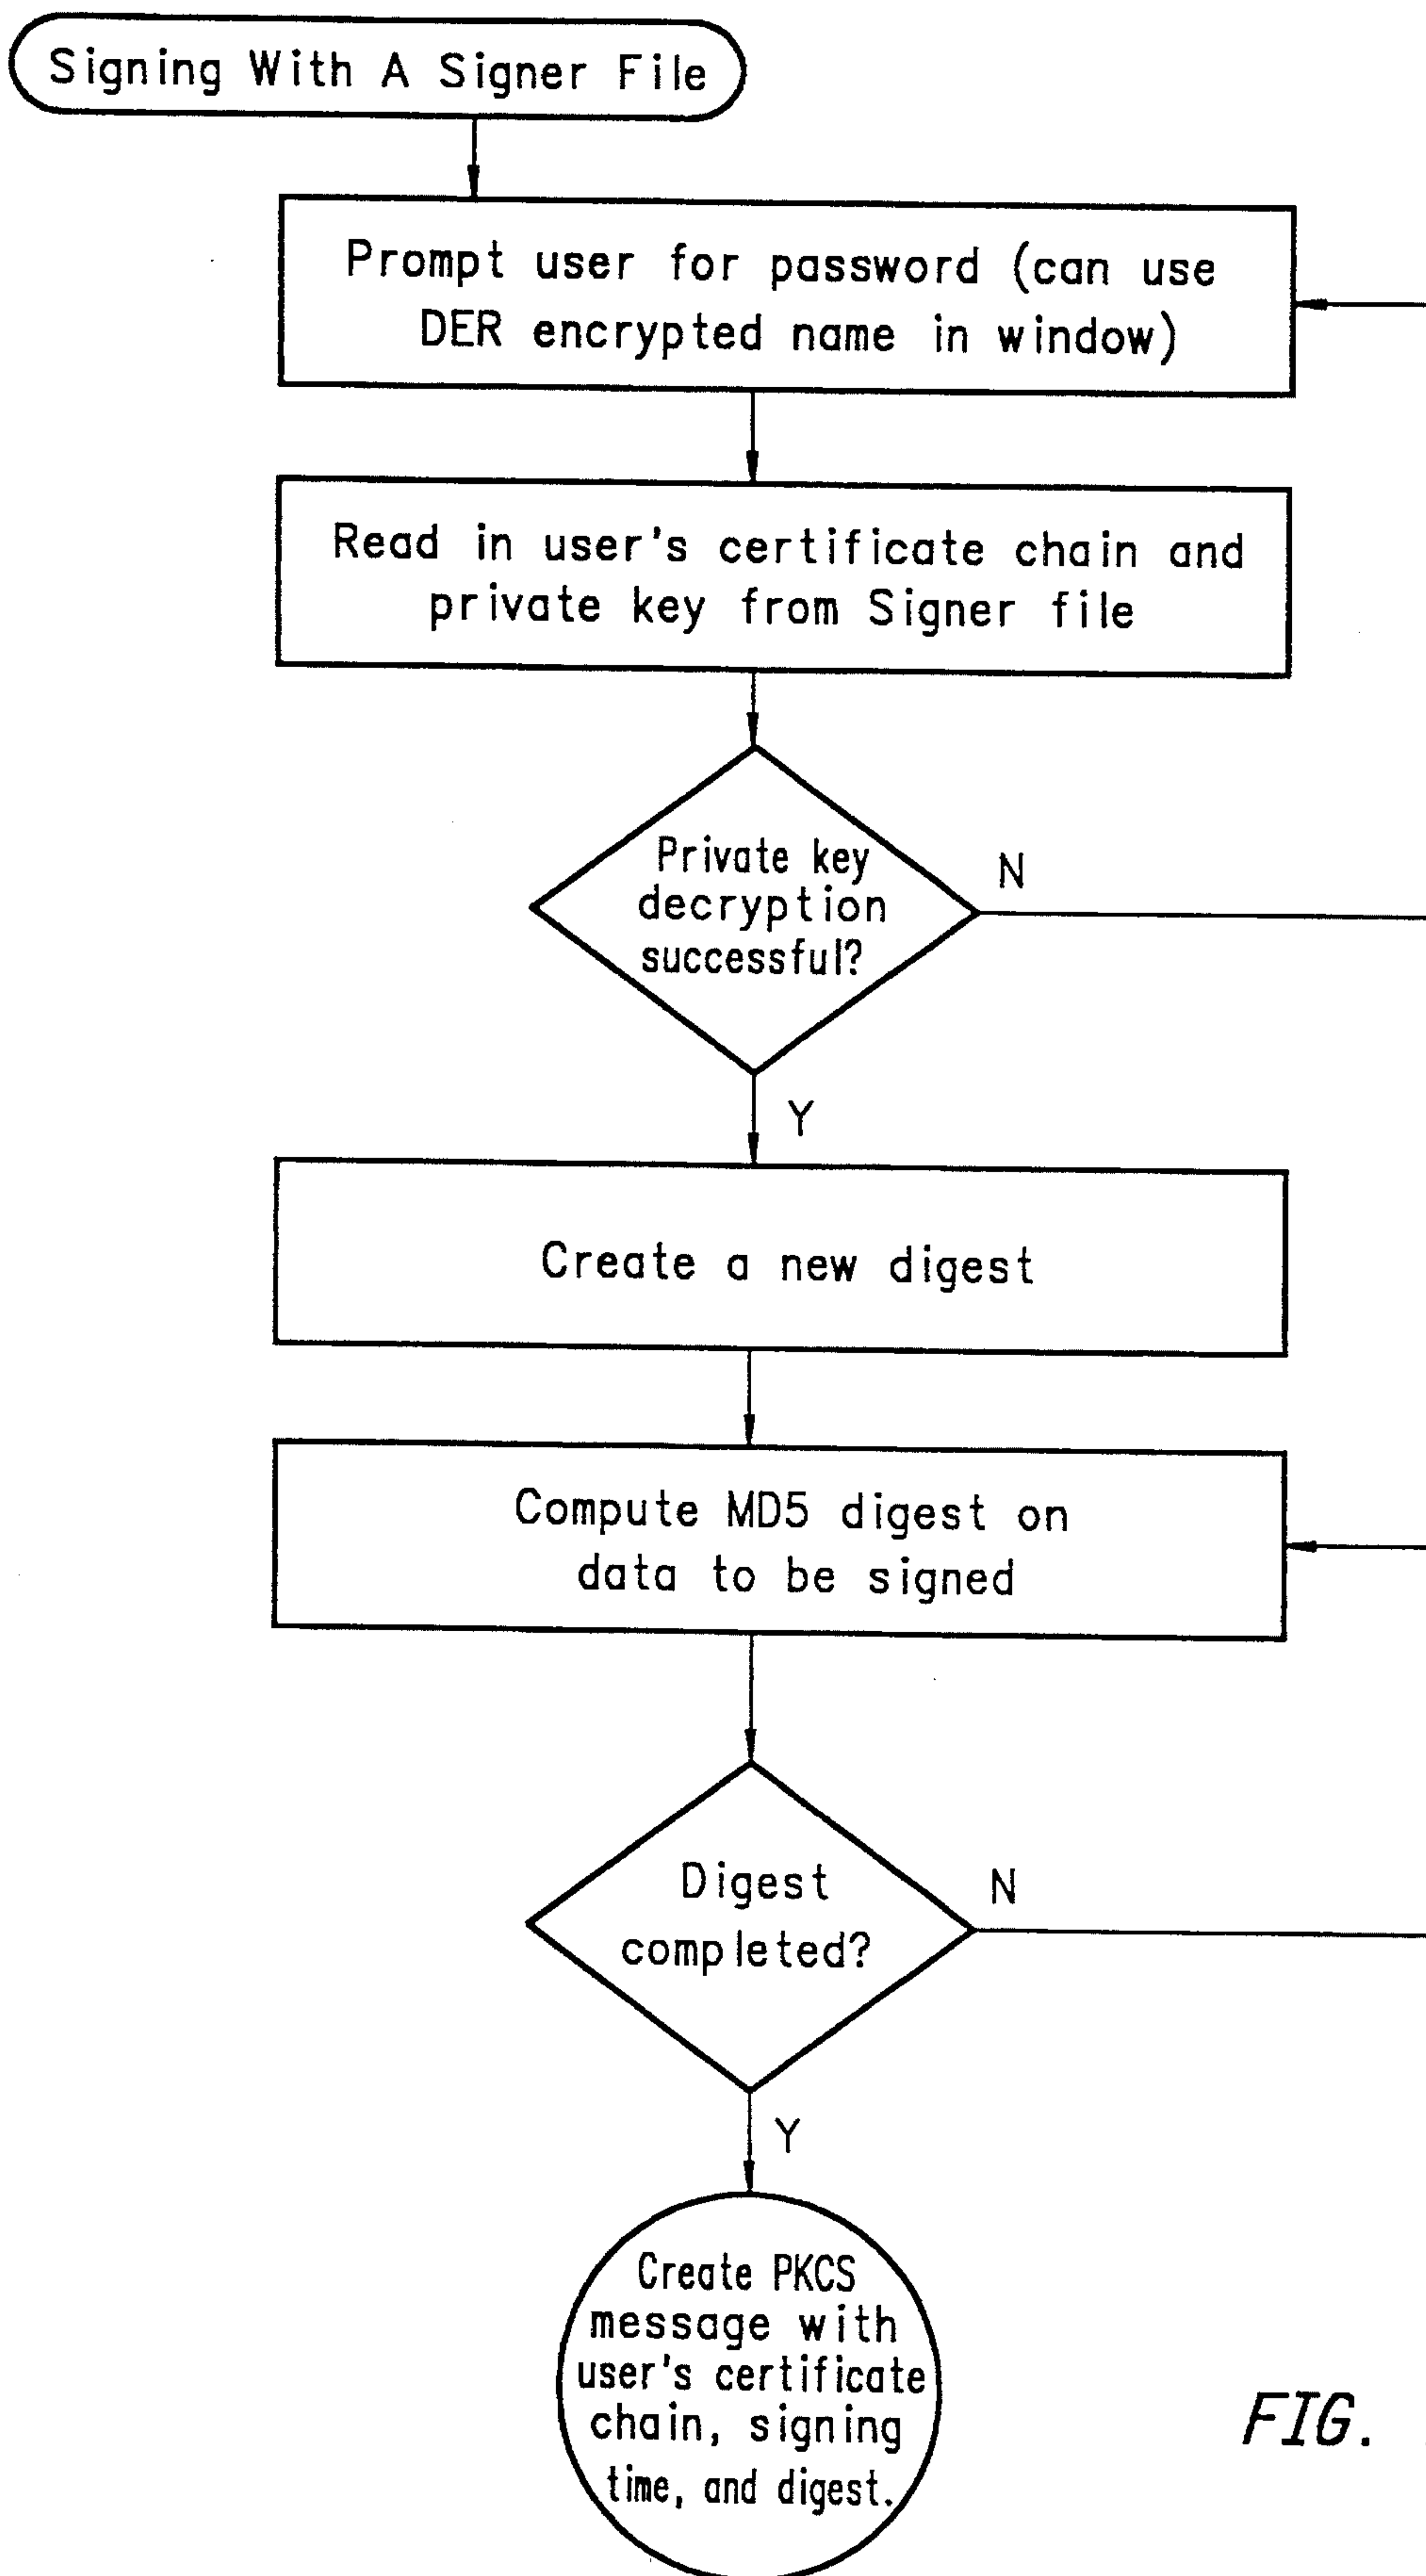 Signing With A Signer File
Prompt user for password (can use
DER encrypted name in window)
Read in user's certificate chain and
private key from Signer file
Private key
decryption
successful?
N
Y
Create a new digest
Compute MD5 digest on
data to be signed
Digest
completed?
N
Y
Create PKCS
message with
user's certificate
chain, signing
time, and digest.
FIG.